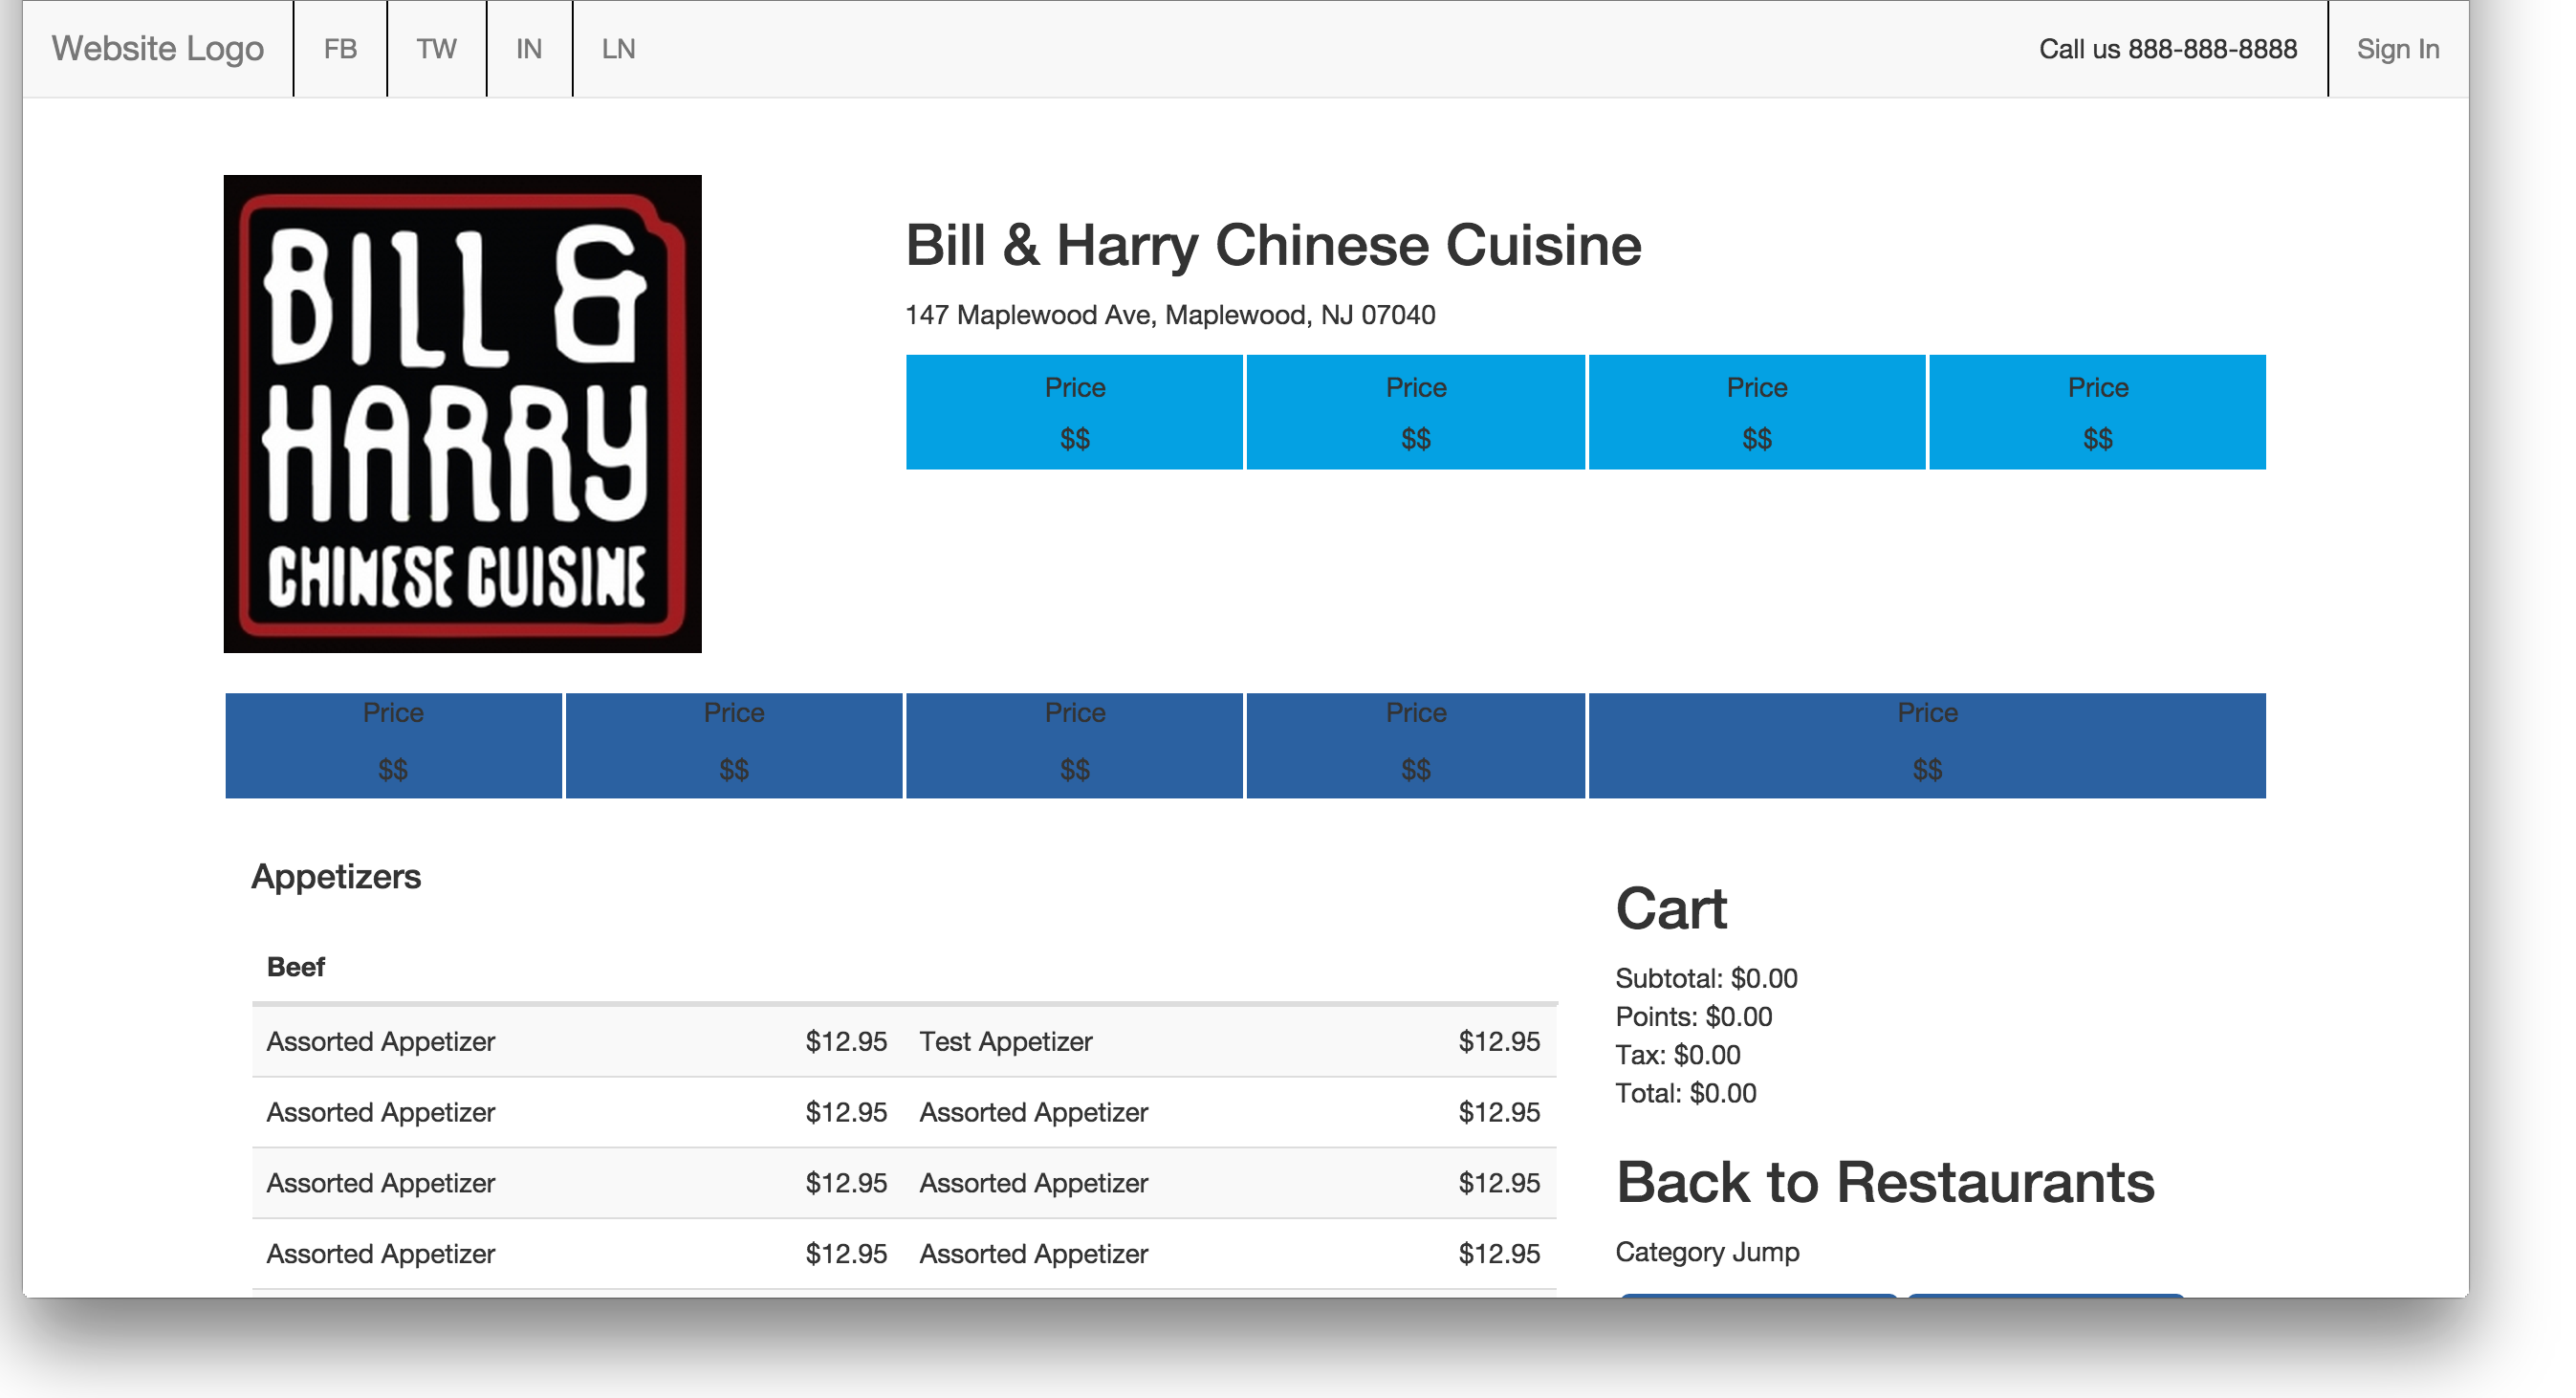 Website Logo FB TW IN LN Call us 888-888-8888 Sign In
BILL &
HARRY
CHINESE CUISINE
Bill & Harry Chinese Cuisine
147 Maplewood Ave, Maplewood, NJ 07040
Price Price Price Price
$$ $$ $$ $$
Price Price Price Price Price
$$ $$ $$ $$ $$
Appetizers
Beef
Assorted Appetizer $12.95 Test Appetizer $12.95
Assorted Appetizer $12.95 Assorted Appetizer $12.95
Assorted Appetizer $12.95 Assorted Appetizer $12.95
Assorted Appetizer $12.95 Assorted Appetizer $12.95
Cart
Subtotal: $0.00
Points: $0.00
Tax: $0.00
Total: $0.00
Back to Restaurants
Category Jump